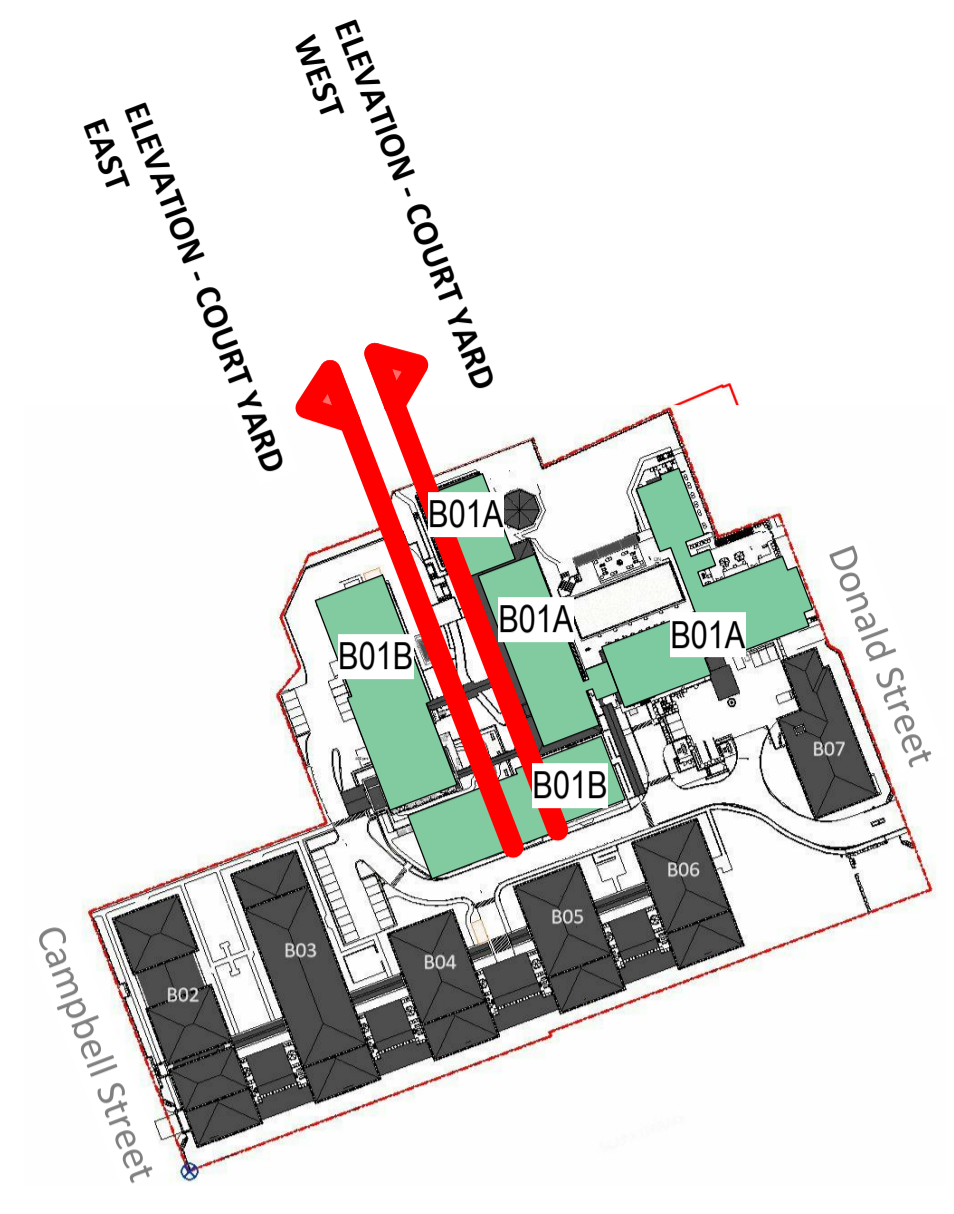 ELEVATION - COURT YARD
WEST
ELEVATION - COURT YARD
EAST
B01A
B01A
B01A
B01B
B01B
Donald Street
B07
B06
B05
B04
B03
B02
Campbell Street